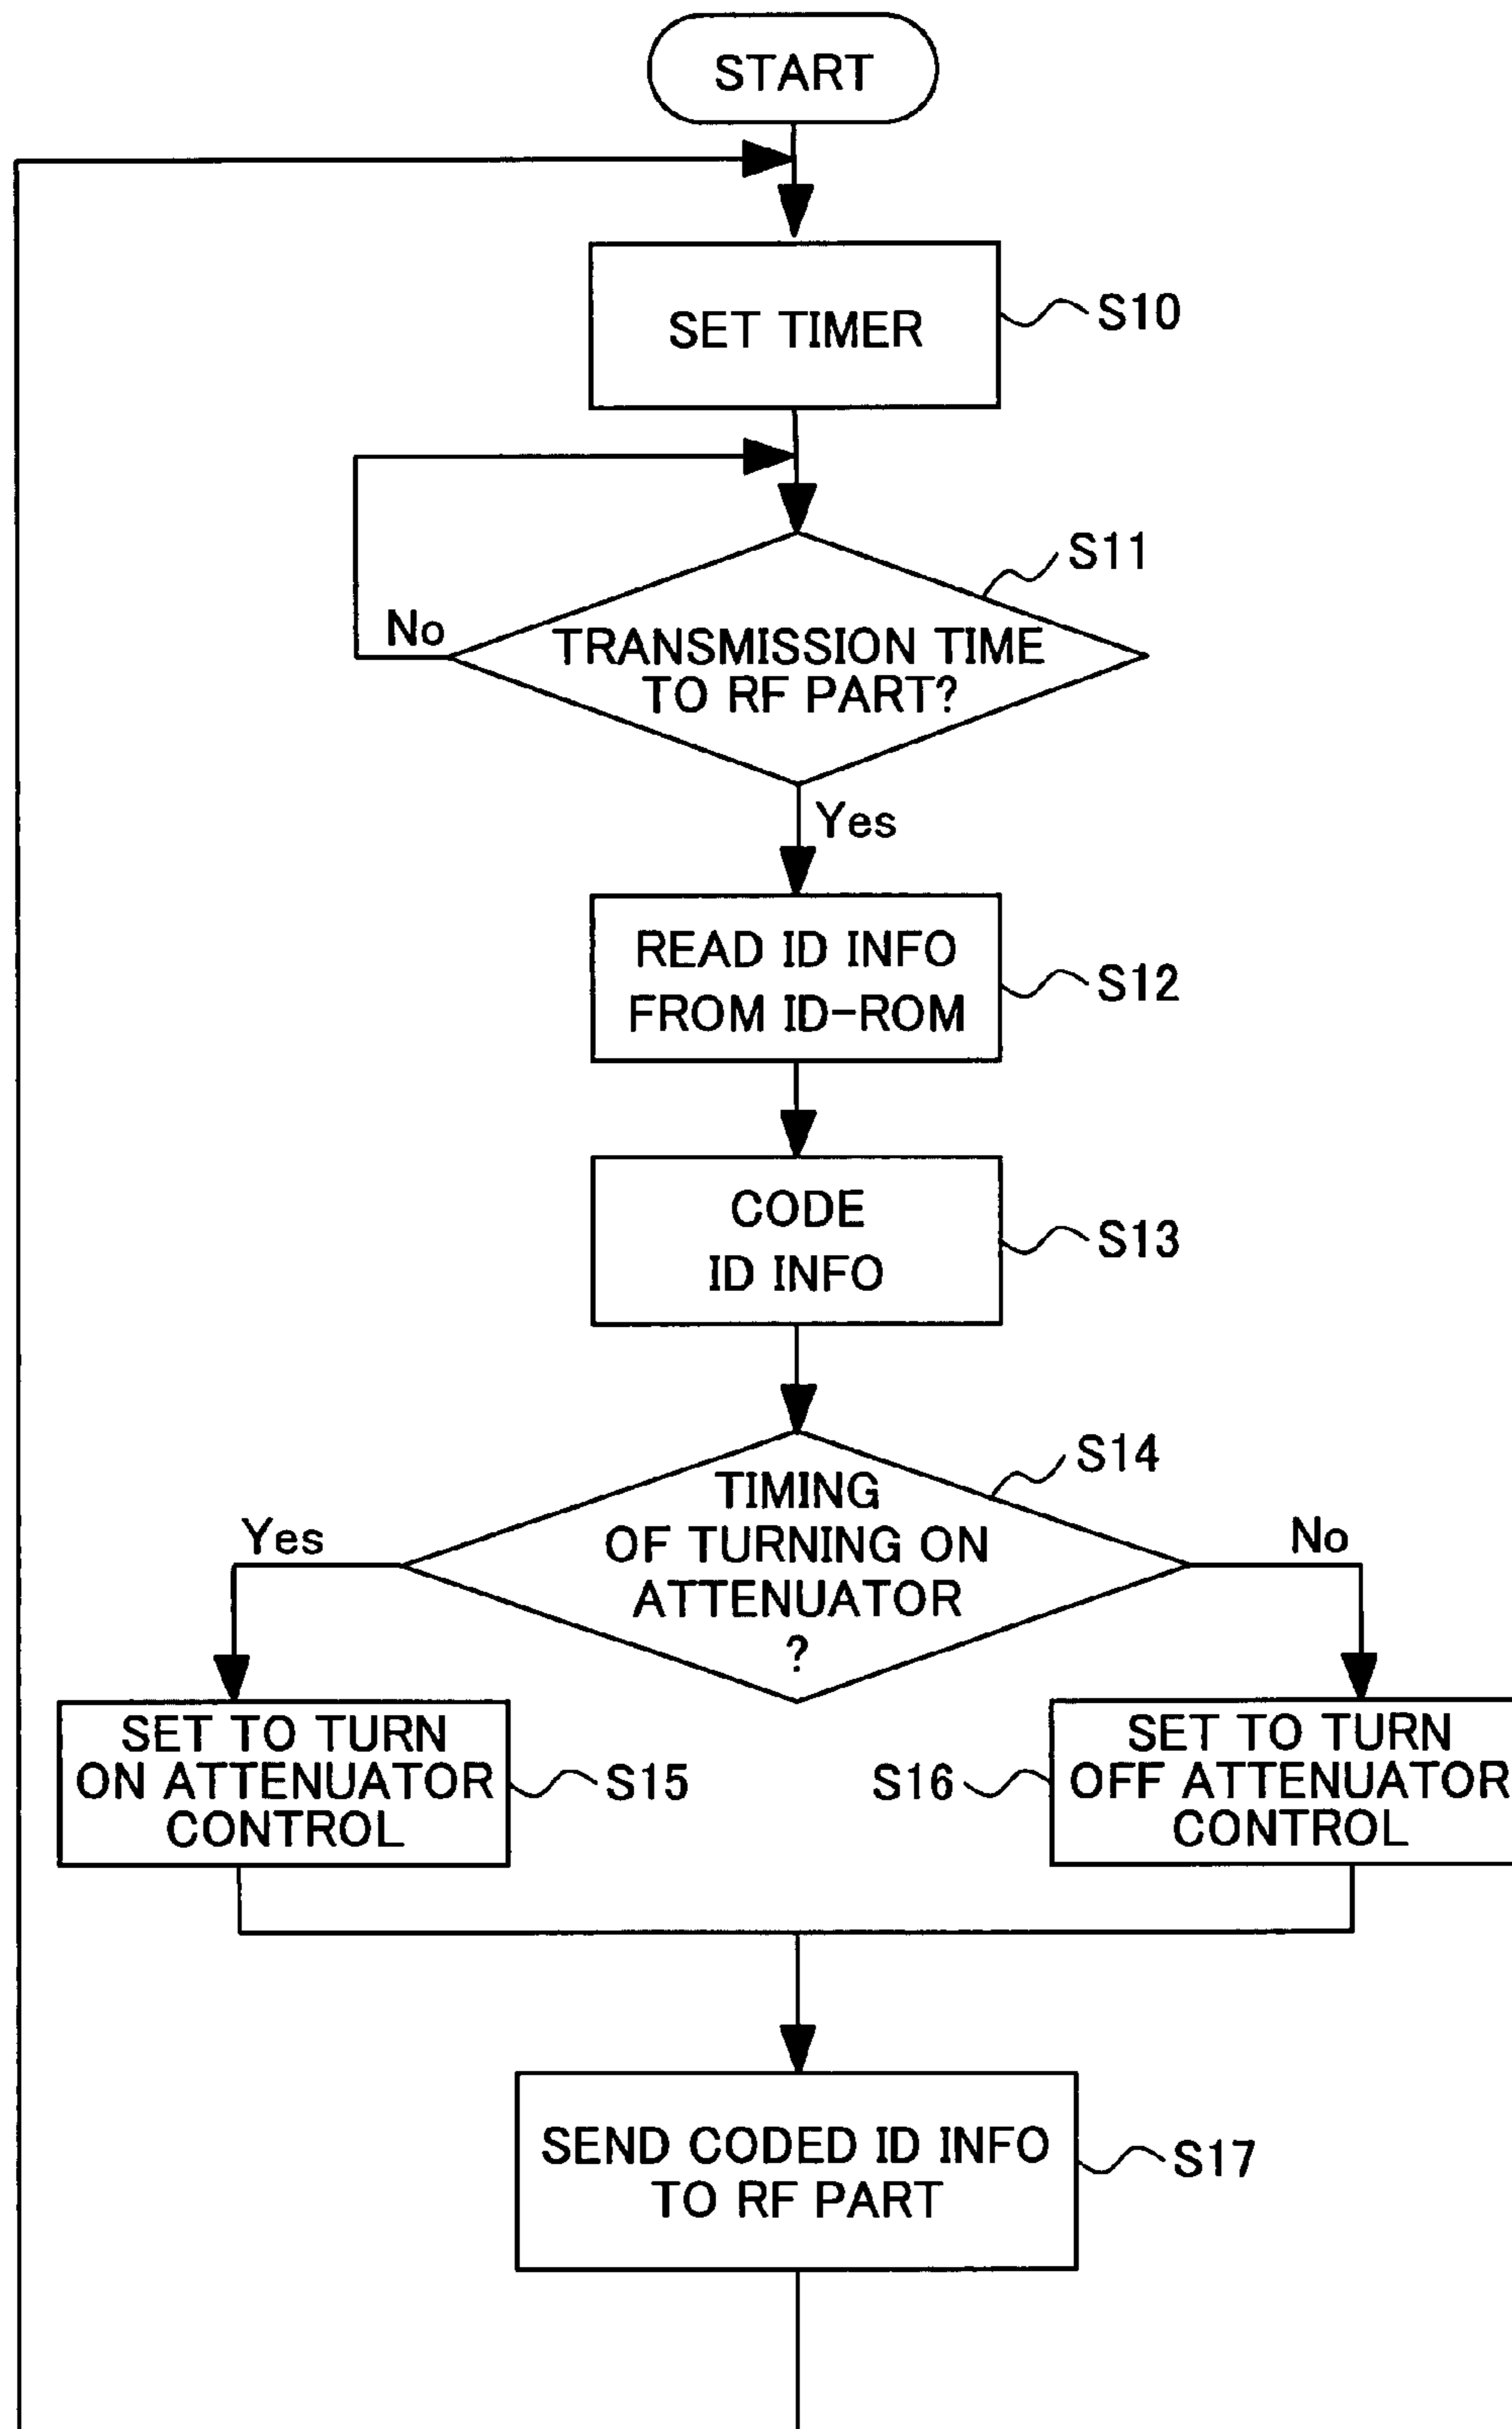 START
SET TIMER
S10
S11
No
TRANSMISSION TIME
TO RF PART?
Yes
READ ID INFO
FROM ID-ROM
S12
CODE
ID INFO
S13
S14
TIMING
OF TURNING ON
ATTENUATOR
?
Yes
No
SET TO TURN
ON ATTENUATOR
CONTROL
S15
S16
SET TO TURN
OFF ATTENUATOR
CONTROL
SEND CODED ID INFO
TO RF PART
S17